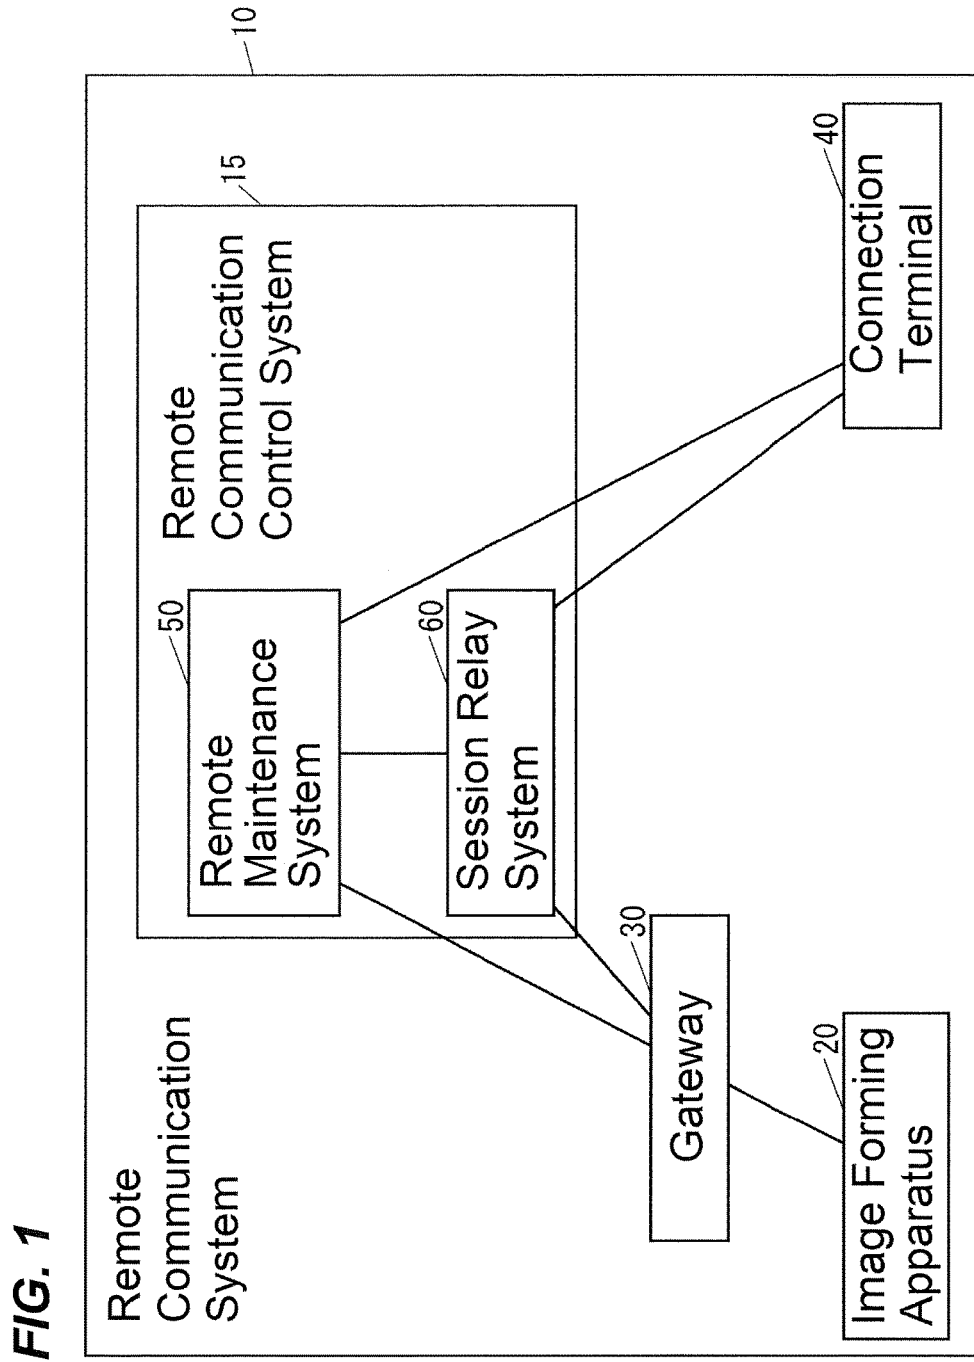 FIG. 1
10
Remote
Communication
System
15
Remote
Communication
Control System
50
Remote
Maintenance
System
60
Session Relay
System
30
Gateway
20
Image Forming
Apparatus
40
Connection
Terminal